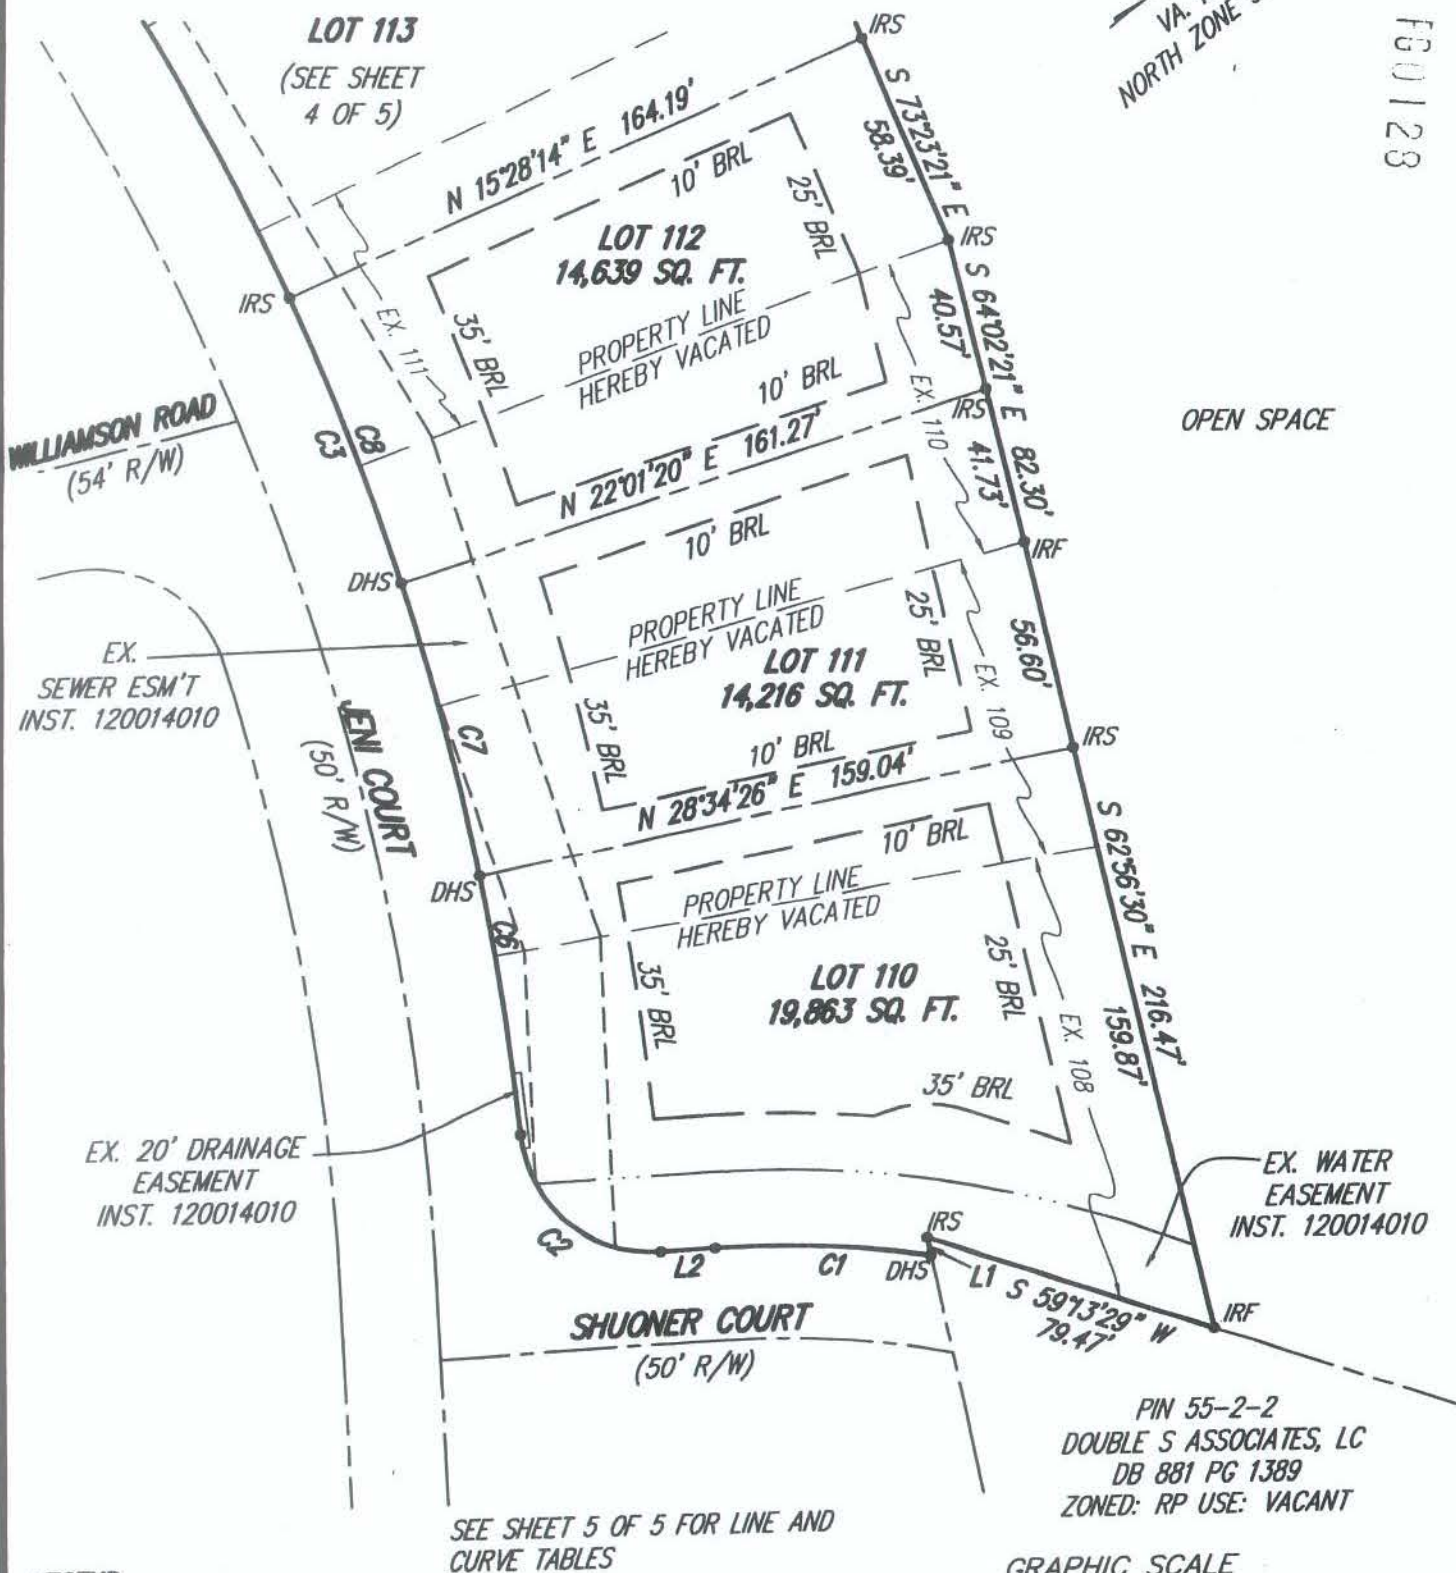 LOT 113
(SEE SHEET
4 OF 5)
IRS
VA.
NORTH ZONE
FG0128
N 15°28'14" E 164.19'
S 73°23'21" E
58.39'
10' BRL
25' BRL
LOT 112
14,639 SQ. FT.
IRS
IRS
EX. 111
35' BRL
PROPERTY LINE
HEREBY VACATED
S 64°02'21" E 82.30'
40.57'
10' BRL
EX. 110
IRS
OPEN SPACE
WILLIAMSON ROAD
(54' R/W)
C8
C3
N 22°01'20" E 161.27'
41.73'
10' BRL
IRF
DHS
EX.
SEWER ESM'T
INST. 120014010
PROPERTY LINE
HEREBY VACATED
25' BRL
56.60'
LOT 111
14,216 SQ. FT.
EX. 109
35' BRL
JENI COURT
(50' R/W)
C7
10' BRL
N 28°34'26" E 159.04'
IRS
S 62°56'30" E 216.47'
159.87'
10' BRL
DHS
PROPERTY LINE
HEREBY VACATED
C6
LOT 110
19,863 SQ. FT.
35' BRL
25' BRL
EX. 108
35' BRL
EX. 20' DRAINAGE
EASEMENT
INST. 120014010
EX. WATER
EASEMENT
INST. 120014010
C2
L2
C1
IRS
DHS
L1
S 59°13'29" W
79.47'
IRF
SHUONER COURT
(50' R/W)
PIN 55-2-2
DOUBLE S ASSOCIATES, LC
DB 881 PG 1389
ZONED: RP USE: VACANT
SEE SHEET 5 OF 5 FOR LINE AND
CURVE TABLES
GRAPHIC SCALE